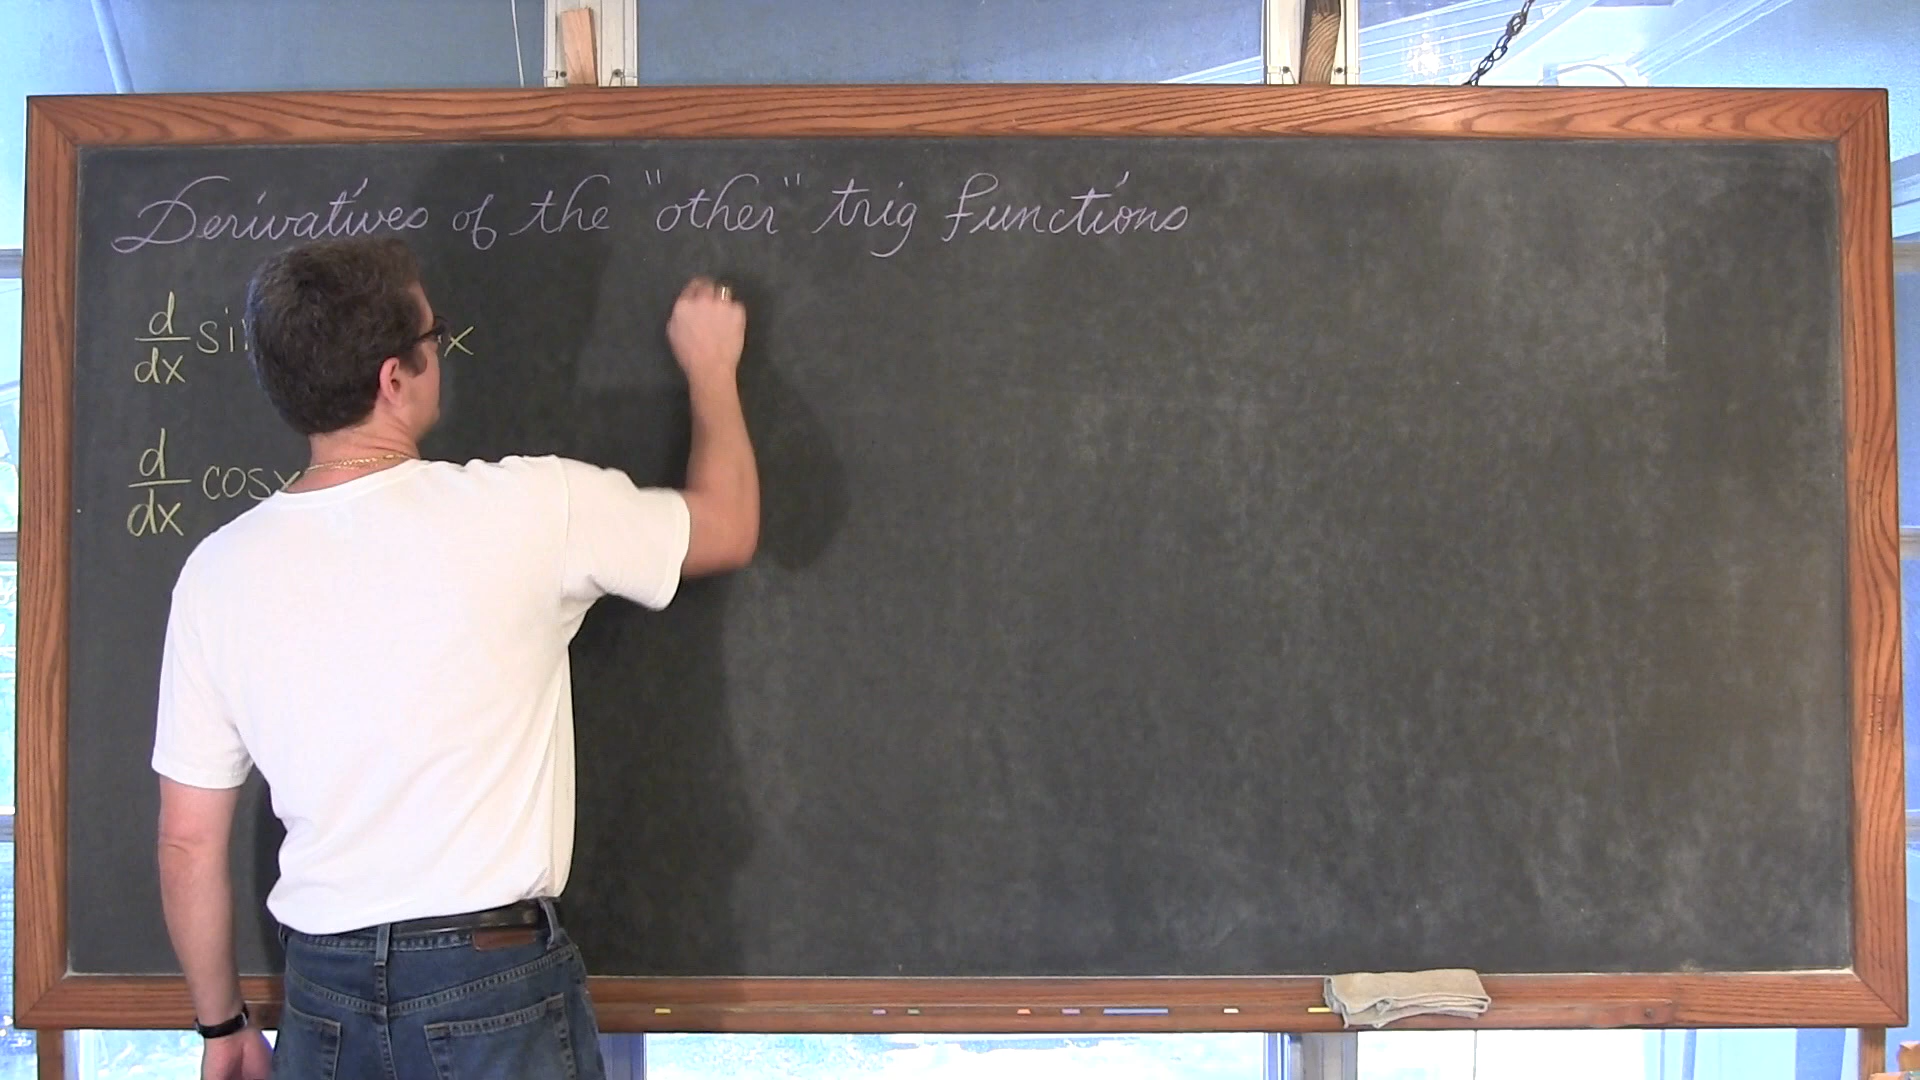 Derivatives of the "other" trig functions
d/dx si x
d/dx cosx